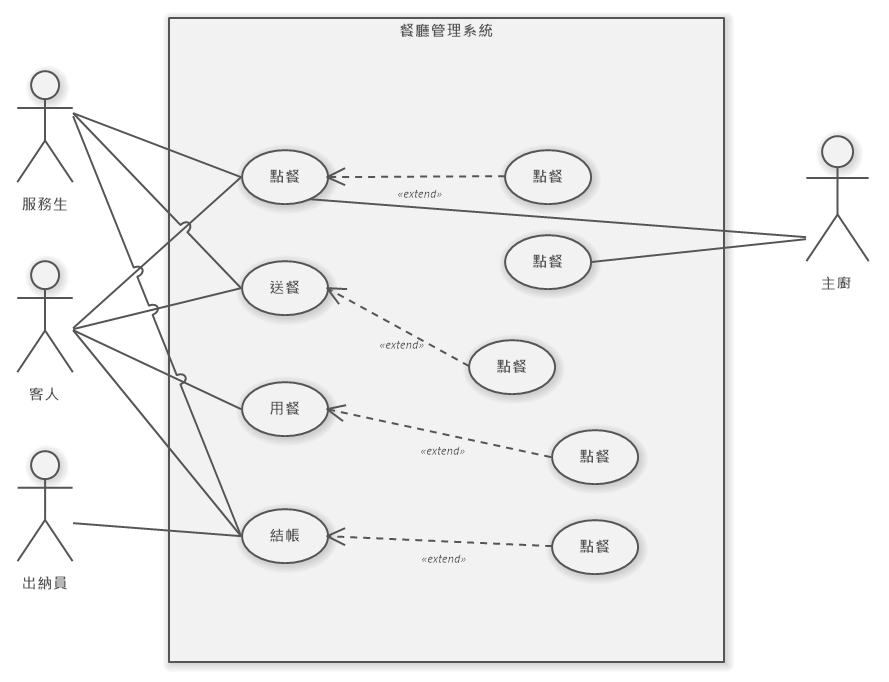 餐廳管理系統
服務生
點餐
點餐
«extend»
點餐
主廚
送餐
«extend»
點餐
客人
用餐
«extend»
點餐
結帳
點餐
«extend»
出納員